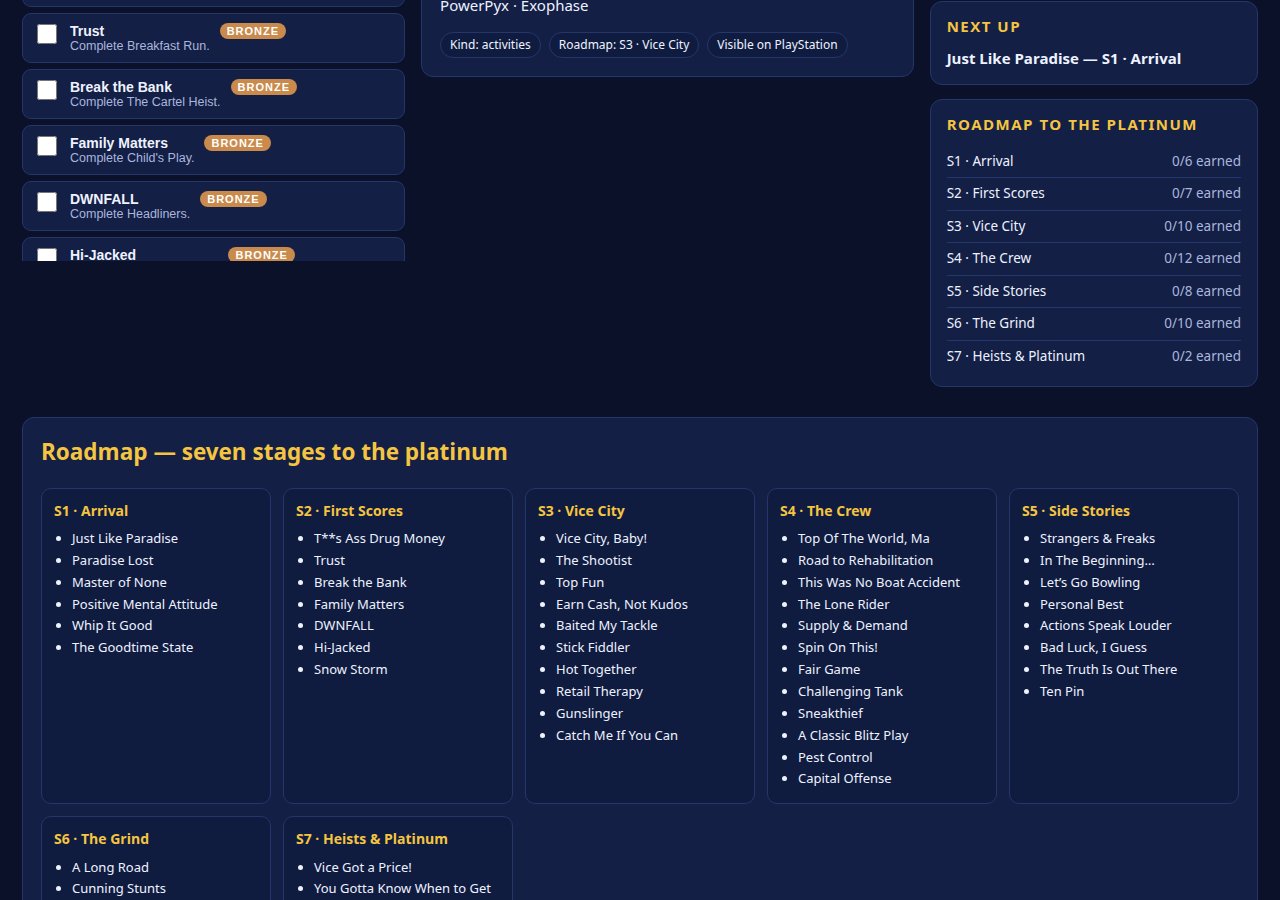 Trust
BRONZE
Complete Breakfast Run.
Break the Bank
BRONZE
Complete The Cartel Heist.
Family Matters
BRONZE
Complete Child's Play.
DWNFALL
BRONZE
Complete Headliners.
Hi-Jacked
BRONZE
PowerPyx · Exophase
Kind: activities
Roadmap: S3 · Vice City
Visible on PlayStation
NEXT UP
Just Like Paradise — S1 · Arrival
ROADMAP TO THE PLATINUM
S1 · Arrival 0/6 earned
S2 · First Scores 0/7 earned
S3 · Vice City 0/10 earned
S4 · The Crew 0/12 earned
S5 · Side Stories 0/8 earned
S6 · The Grind 0/10 earned
S7 · Heists & Platinum 0/2 earned
Roadmap — seven stages to the platinum
S1 · Arrival
Just Like Paradise
Paradise Lost
Master of None
Positive Mental Attitude
Whip It Good
The Goodtime State
S2 · First Scores
T**s Ass Drug Money
Trust
Break the Bank
Family Matters
DWNFALL
Hi-Jacked
Snow Storm
S3 · Vice City
Vice City, Baby!
The Shootist
Top Fun
Earn Cash, Not Kudos
Baited My Tackle
Stick Fiddler
Hot Together
Retail Therapy
Gunslinger
Catch Me If You Can
S4 · The Crew
Top Of The World, Ma
Road to Rehabilitation
This Was No Boat Accident
The Lone Rider
Supply & Demand
Spin On This!
Fair Game
Challenging Tank
Sneakthief
A Classic Blitz Play
Pest Control
Capital Offense
S5 · Side Stories
Strangers & Freaks
In The Beginning...
Let's Go Bowling
Personal Best
Actions Speak Louder
Bad Luck, I Guess
The Truth Is Out There
Ten Pin
S6 · The Grind
A Long Road
Cunning Stunts
S7 · Heists & Platinum
Vice Got a Price!
You Gotta Know When to Get